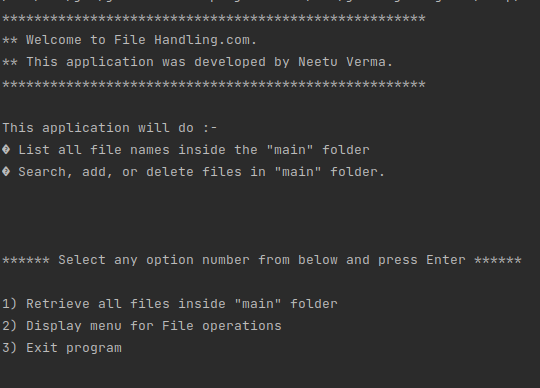 *****************************************************
** Welcome to File Handling.com.
** This application was developed by Neetu Verma.
*****************************************************
This application will do :-
� List all file names inside the "main" folder
� Search, add, or delete files in "main" folder.
****** Select any option number from below and press Enter ******
1) Retrieve all files inside "main" folder
2) Display menu for File operations
3) Exit program